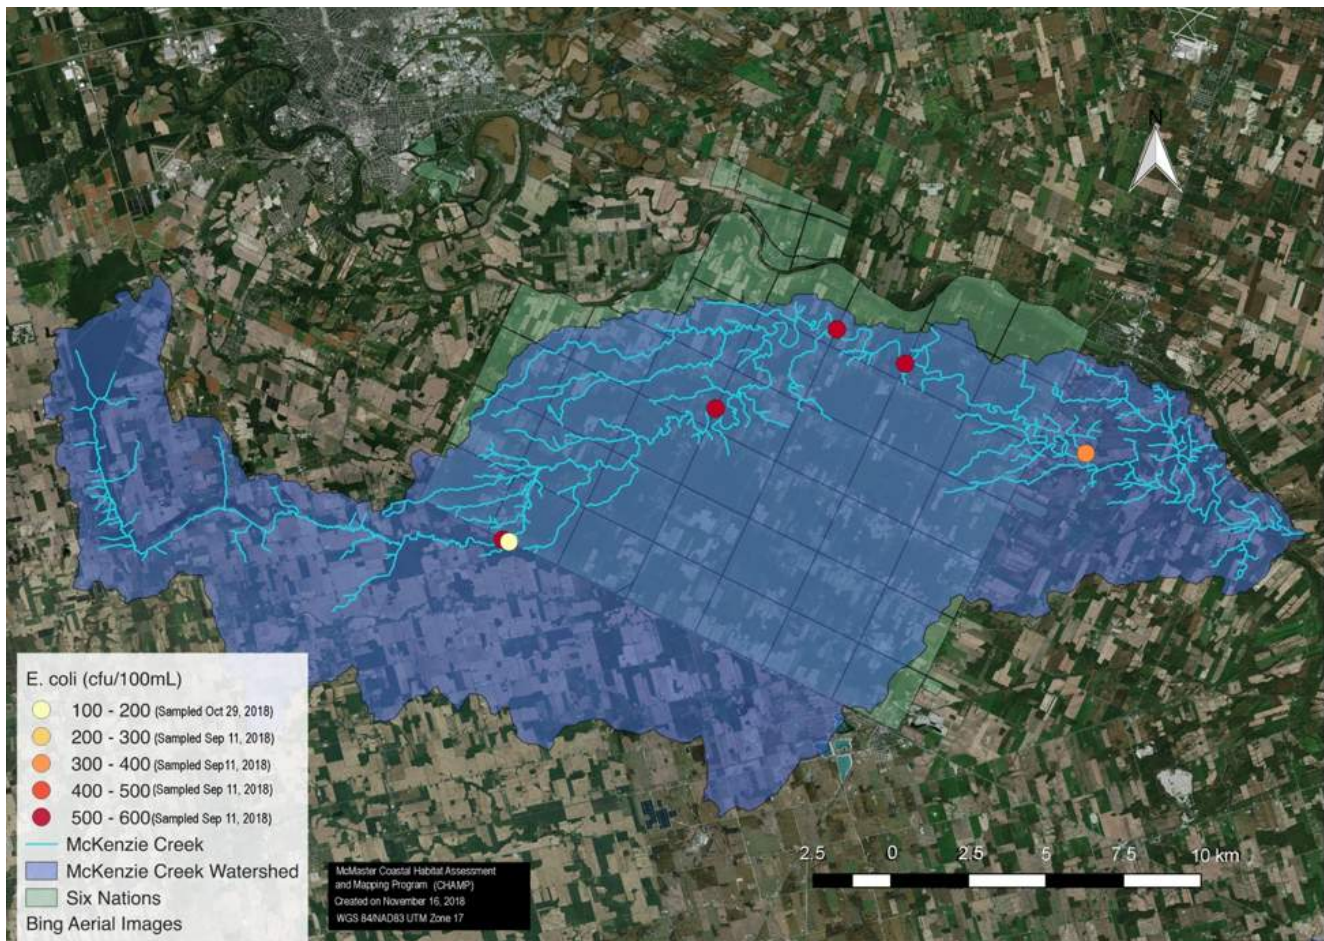 N
E. coli (cfu/100mL)
100 - 200 (Sampled Oct 29, 2018)
200 - 300 (Sampled Sep 11, 2018)
300 - 400 (Sampled Sep11, 2018)
400 - 500 (Sampled Sep 11, 2018)
500 - 600 (Sampled Sep 11, 2018)
McKenzie Creek
McKenzie Creek Watershed
Six Nations
Bing Aerial Images
McMaster Coastal Habitat Assessment
and Mapping Program (CHAMP)
Created on November 16, 2018
WGS 84/NAD83 UTM Zone 17
2.5 0 2.5 5 7.5 10 km